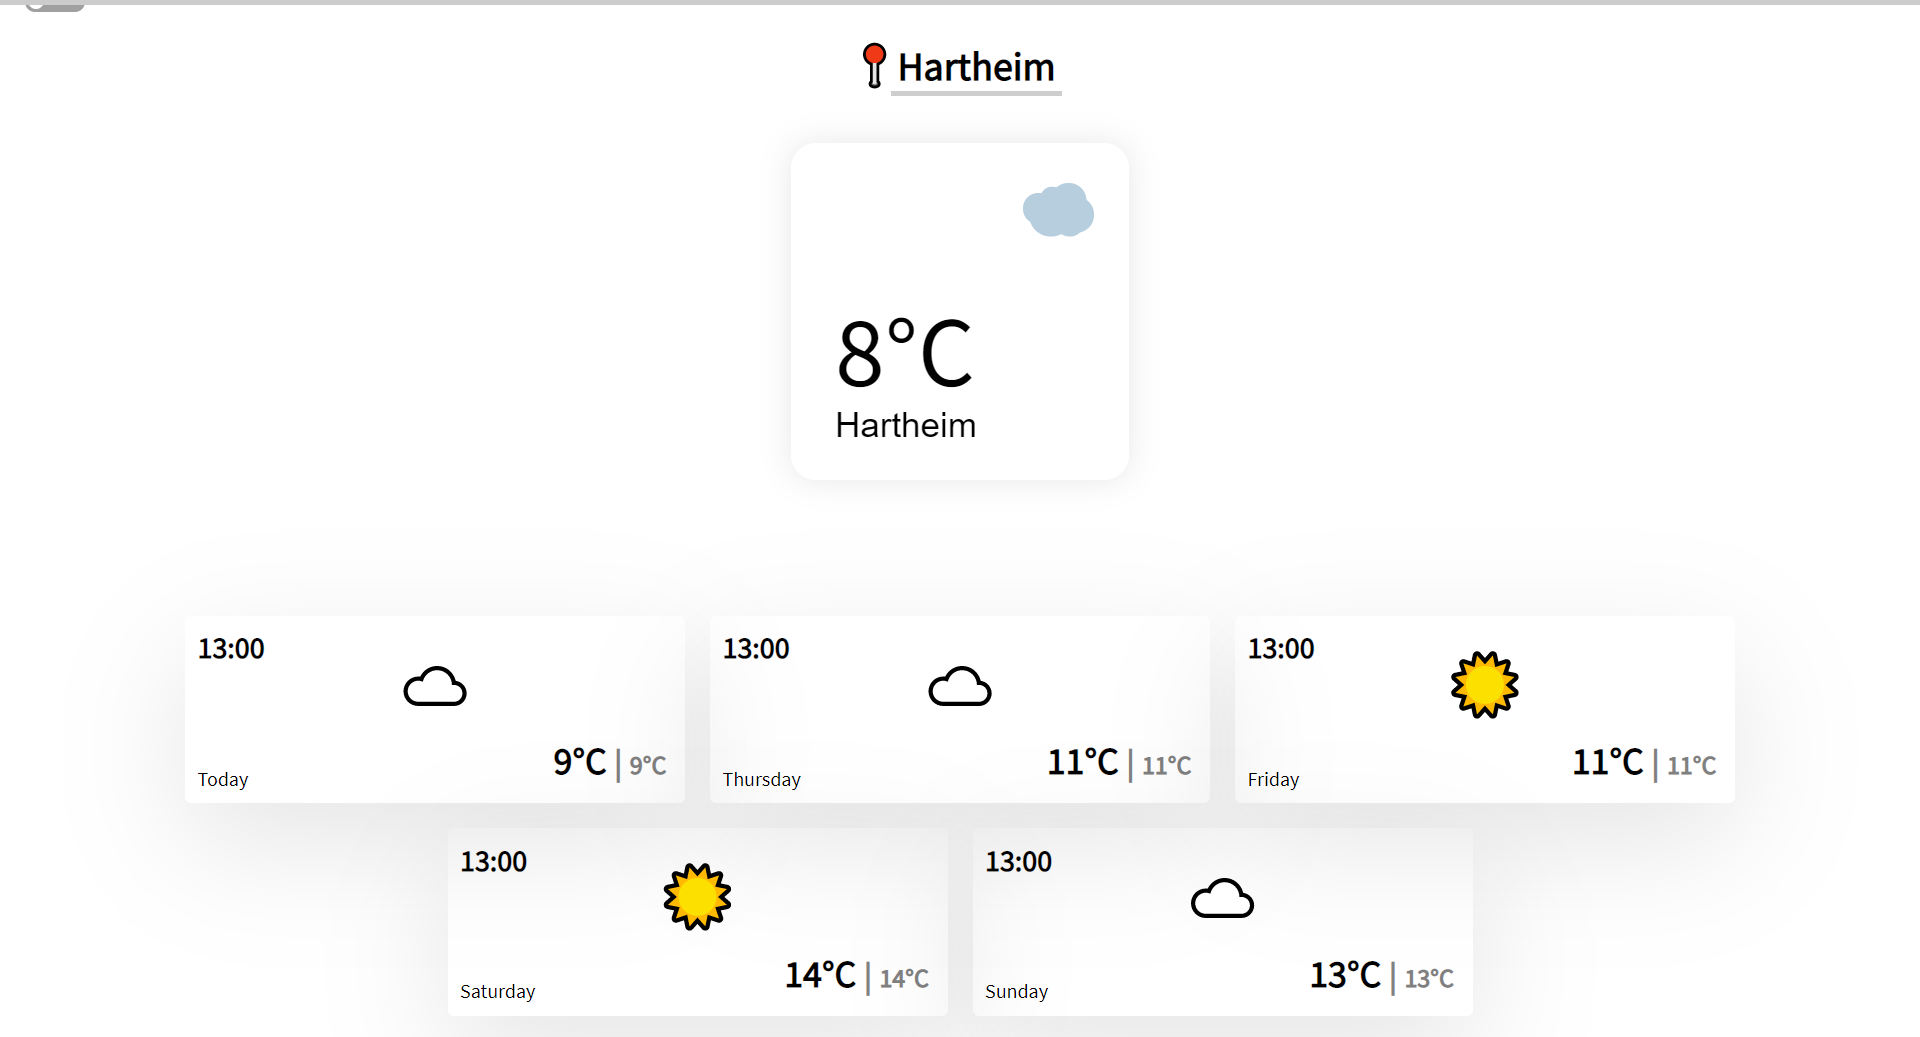 Hartheim
8°C
Hartheim
13:00
Today
9°C | 9°C
13:00
Thursday
11°C | 11°C
13:00
Friday
11°C | 11°C
13:00
Saturday
14°C | 14°C
13:00
Sunday
13°C | 13°C